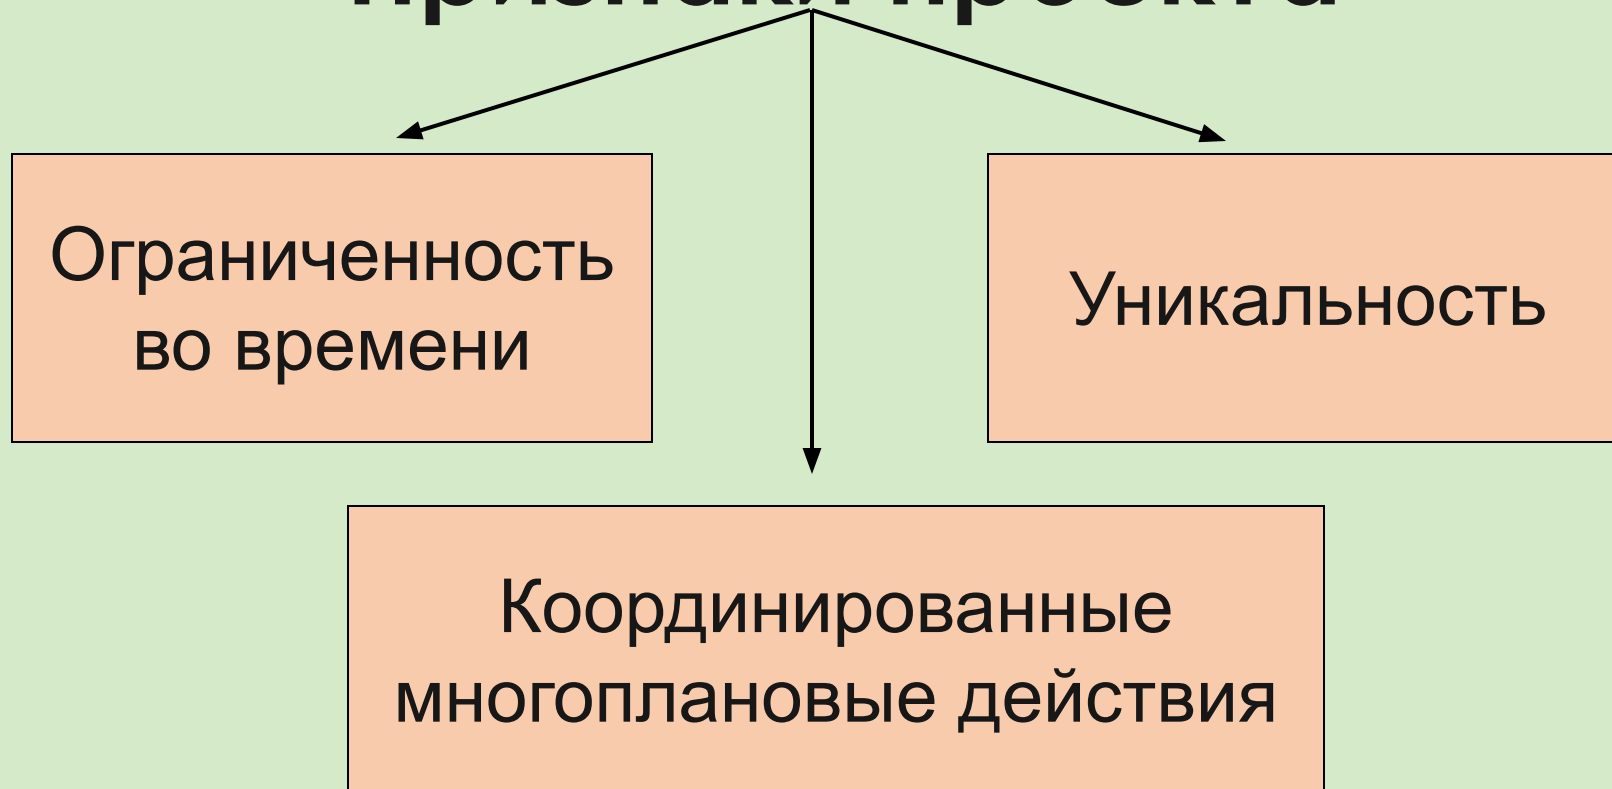 Ограниченность
во времени
Уникальность
Координированные
многоплановые действия